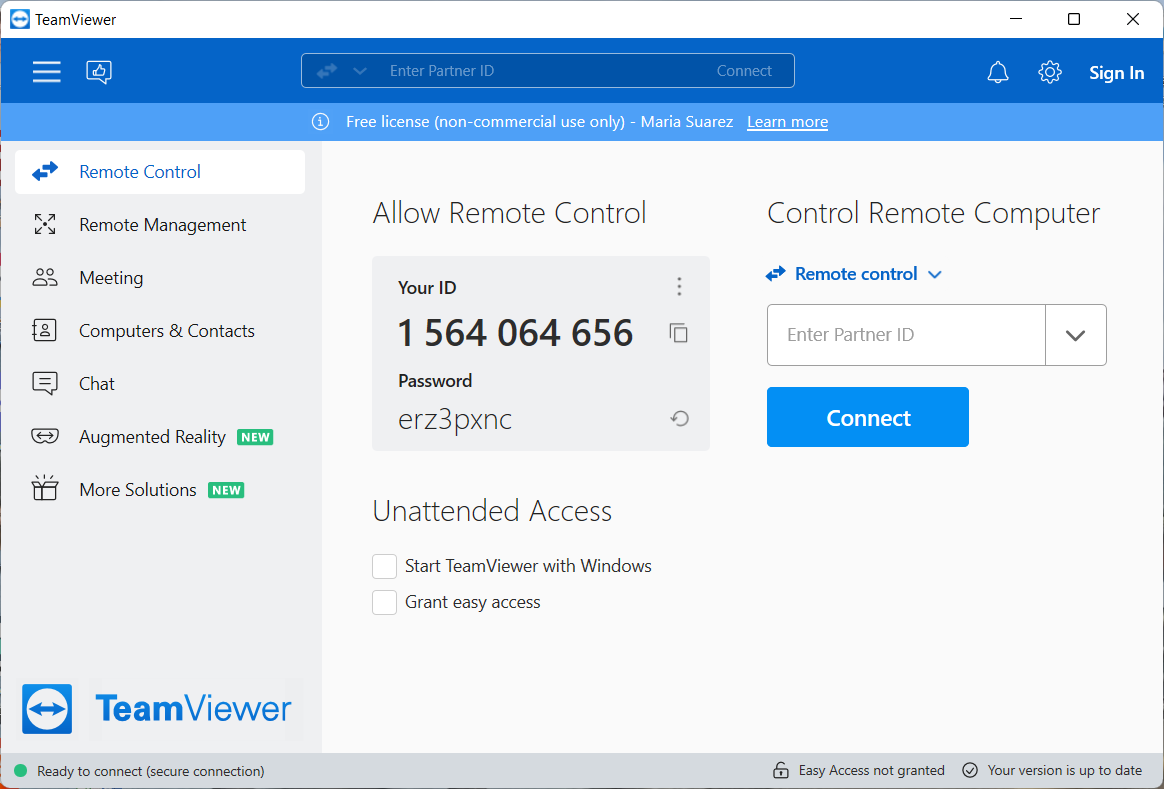 TeamViewer
Enter Partner ID Connect
Sign In
Free license (non-commercial use only) - Maria Suarez Learn more
Remote Control
Remote Management
Meeting
Computers & Contacts
Chat
Augmented Reality NEW
More Solutions NEW
TeamViewer
Allow Remote Control
Your ID
1 564 064 656
Password
erz3pxnc
Unattended Access
Start TeamViewer with Windows
Grant easy access
Control Remote Computer
Remote control
Enter Partner ID
Connect
Ready to connect (secure connection)
Easy Access not granted
Your version is up to date